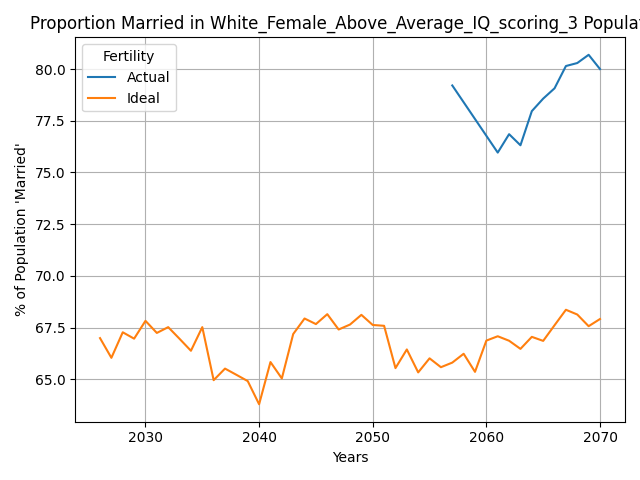 Proportion Married in White_Female_Above_Average_IQ_scoring_3
Fertility
Actual
Ideal
% of Population 'Married'
80.0
77.5
75.0
72.5
70.0
67.5
65.0
2030
2040
2050
2060
2070
Years